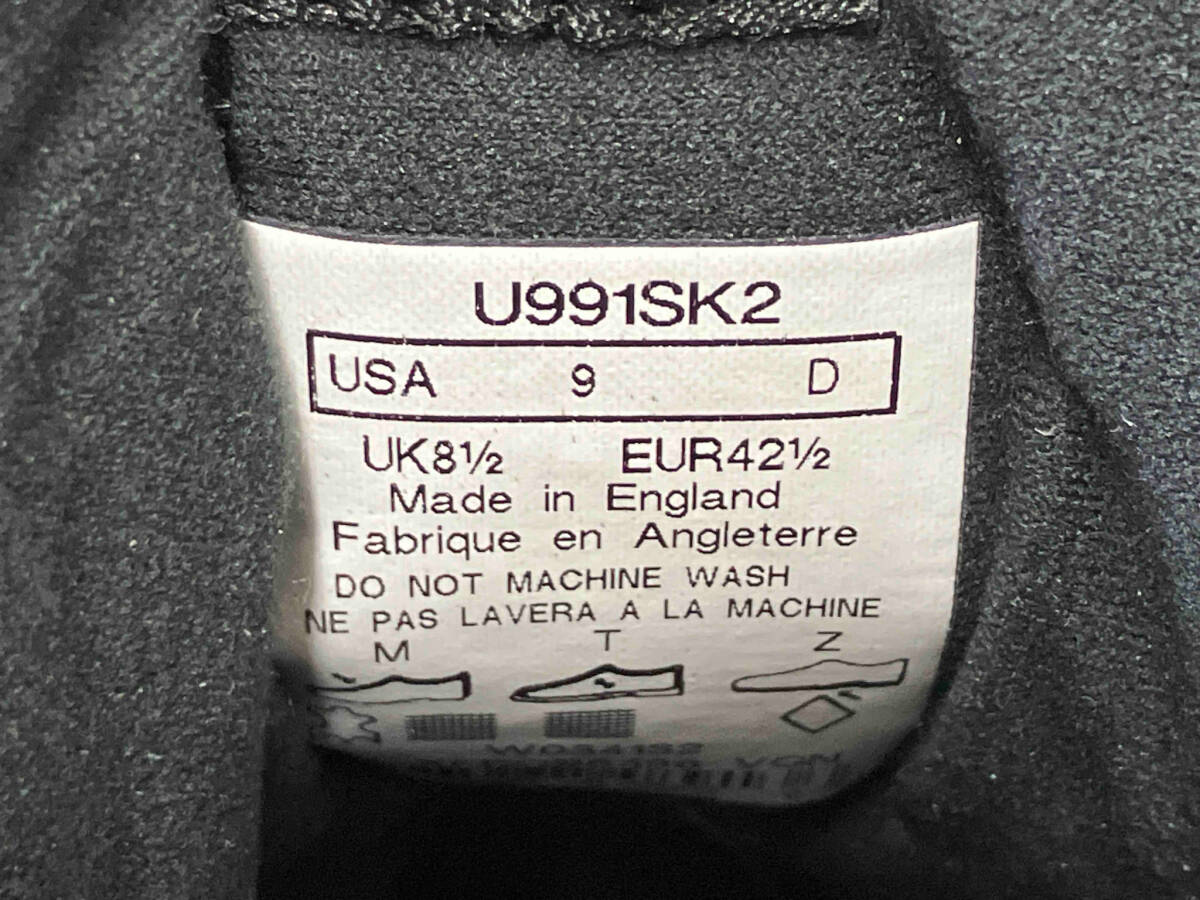 U991SK2
USA 9 D
UK8½ EUR42½
Made in England
Fabrique en Angleterre
DO NOT MACHINE WASH
NE PAS LAVERA A LA MACHINE
M T Z